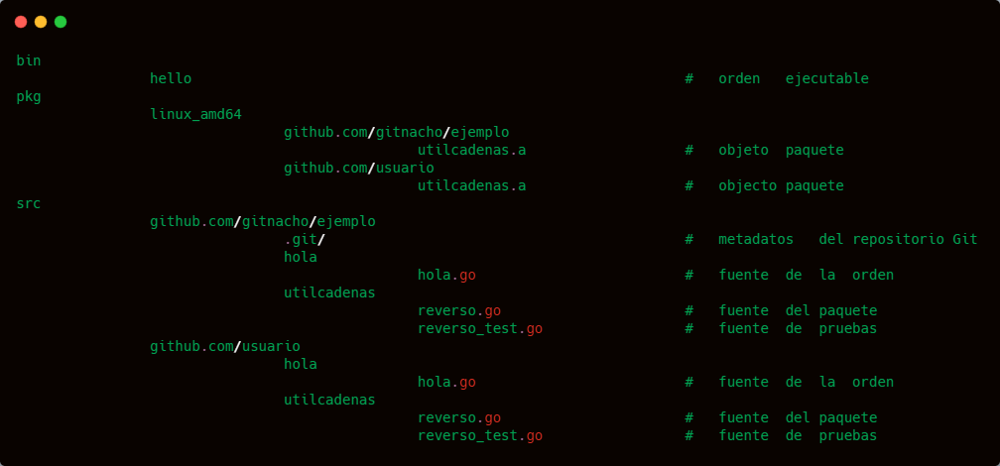 bin
hello # orden ejecutable
pkg
linux_amd64
github.com/gitnacho/ejemplo
utilcadenas.a # objeto paquete
github.com/usuario
utilcadenas.a # objecto paquete
src
github.com/gitnacho/ejemplo
.git/ # metadatos del repositorio Git
hola
hola.go # fuente de la orden
utilcadenas
reverso.go # fuente del paquete
reverso_test.go # fuente de pruebas
github.com/usuario
hola
hola.go # fuente de la orden
utilcadenas
reverso.go # fuente del paquete
reverso_test.go # fuente de pruebas